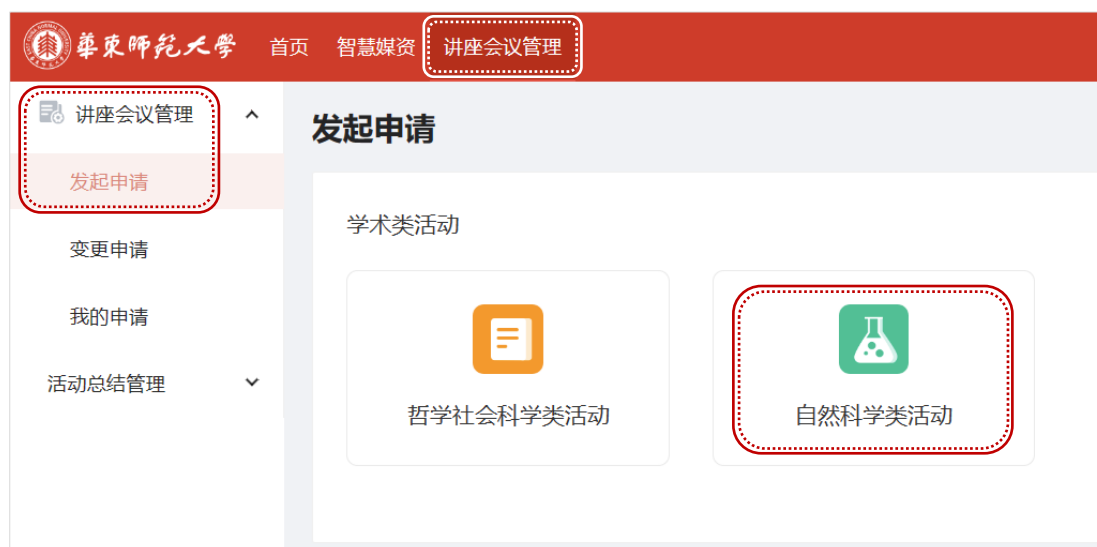 華東師範大學 首页 智慧媒资 讲座会议管理
讲座会议管理
发起申请
变更申请
我的申请
活动总结管理
发起申请
学术类活动
哲学社会科学类活动
自然科学类活动